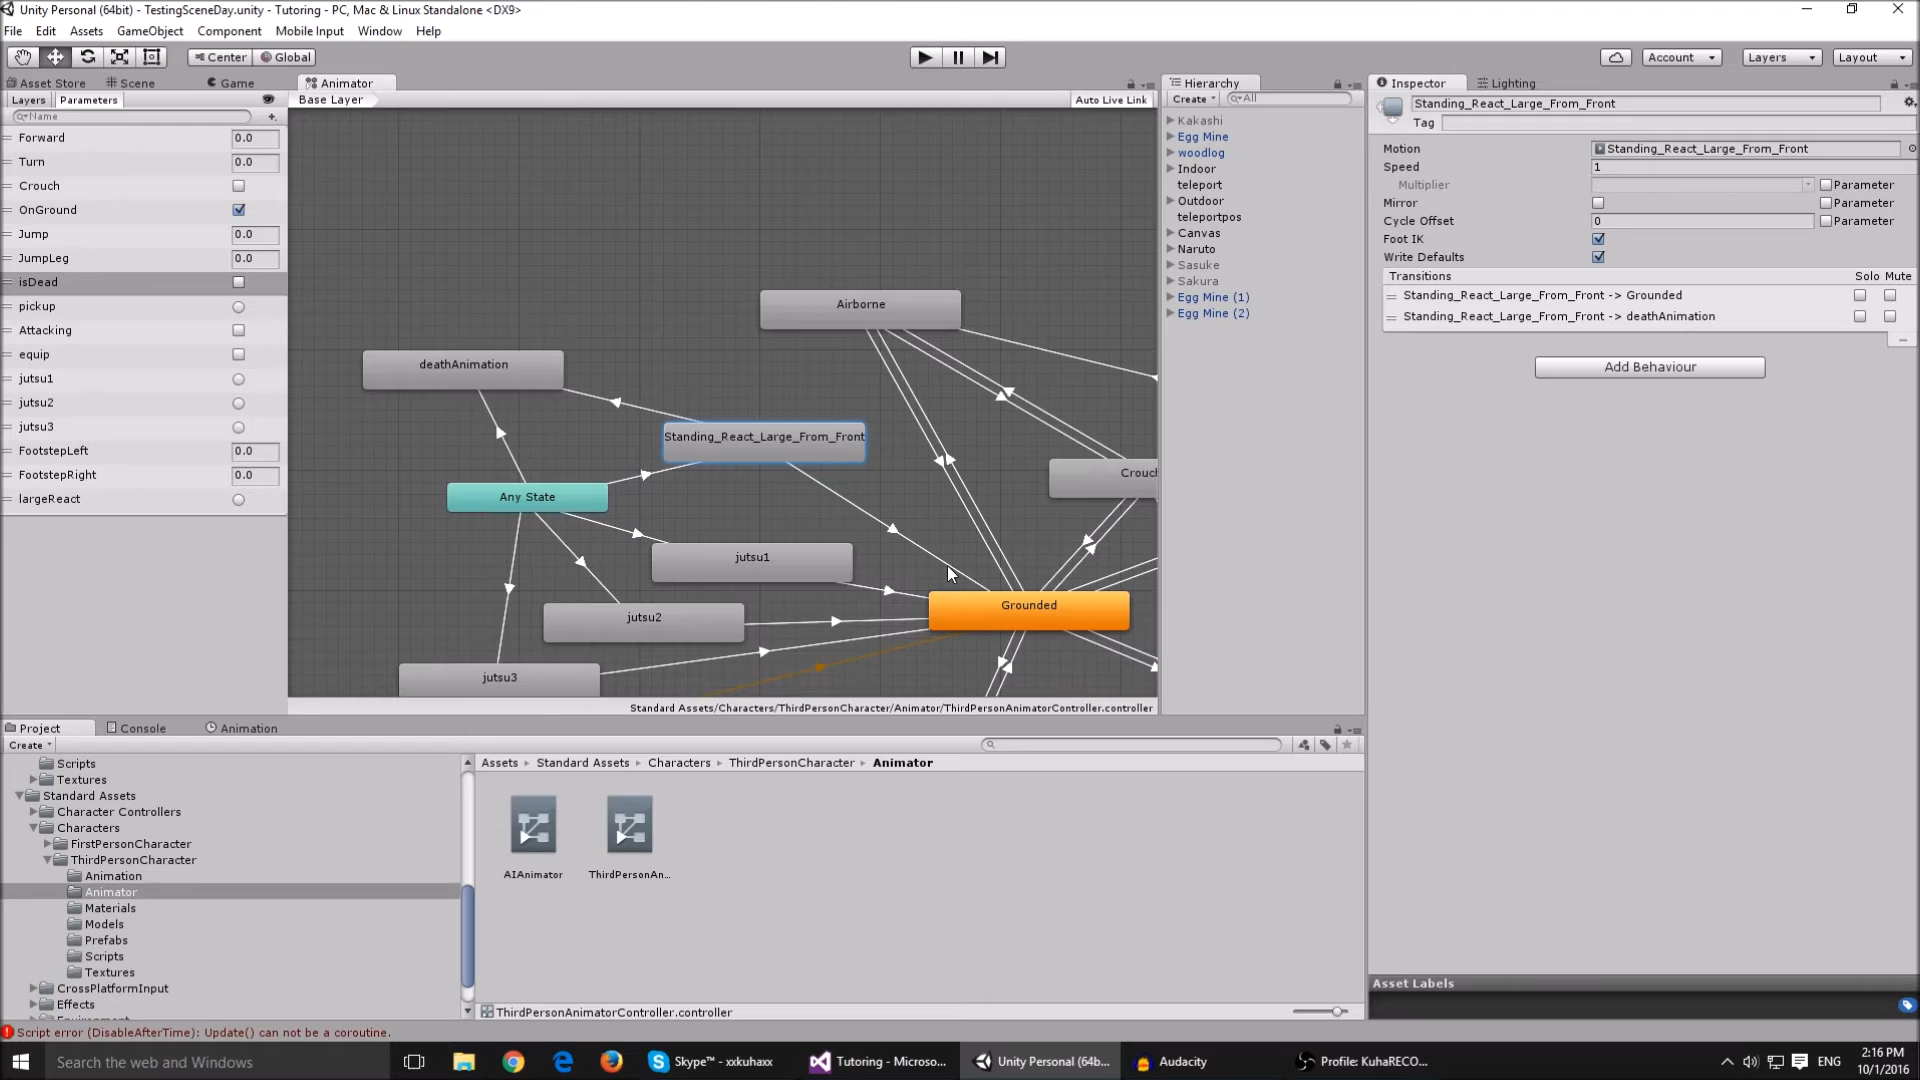 Unity Personal (64bit) - TestingSceneDay.unity - Tutoring - PC, Mac & Linux Standalone <DX9>
File Edit Assets GameObject Component Mobile Input Window Help
Center Global Account Layers Layout
Asset Store Scene Game Animator
Layers Parameters Base Layer Auto Live Link
Name
Forward 0.0
Turn 0.0
Crouch
OnGround
Jump 0.0
JumpLeg 0.0
isDead
pickup
Attacking
equip
jutsu1
jutsu2
jutsu3
FootstepLeft 0.0
FootstepRight 0.0
largeReact
Airborne
deathAnimation
Standing_React_Large_From_Front
Crouch
Any State
jutsu1
Grounded
jutsu2
jutsu3
Standard Assets/Characters/ThirdPersonCharacter/Animator/ThirdPersonAnimatorController.controller
Hierarchy
Create All
Kakashi
Egg Mine
woodlog
Indoor
teleport
Outdoor
teleportpos
Canvas
Naruto
Sasuke
Sakura
Egg Mine (1)
Egg Mine (2)
Inspector Lighting
Standing_React_Large_From_Front
Tag
Motion Standing_React_Large_From_Front
Speed 1
Multiplier Parameter
Mirror Parameter
Cycle Offset 0 Parameter
Foot IK
Write Defaults
Transitions Solo Mute
Standing_React_Large_From_Front -> Grounded
Standing_React_Large_From_Front -> deathAnimation
Add Behaviour
Asset Labels
Project Console Animation
Create
Scripts
Textures
Standard Assets
Character Controllers
Characters
FirstPersonCharacter
ThirdPersonCharacter
Animation
Animator
Materials
Models
Prefabs
Scripts
Textures
CrossPlatformInput
Effects
Assets Standard Assets Characters ThirdPersonCharacter Animator
AIAnimator ThirdPersonAn...
ThirdPersonAnimatorController.controller
Script error (DisableAfterTime): Update() can not be a coroutine.
Search the web and Windows
Skype™ - xxkuhaxx
Tutoring - Microso...
Unity Personal (64b...
Audacity
Profile: KuhaRECO...
ENG
2:16 PM
10/1/2016